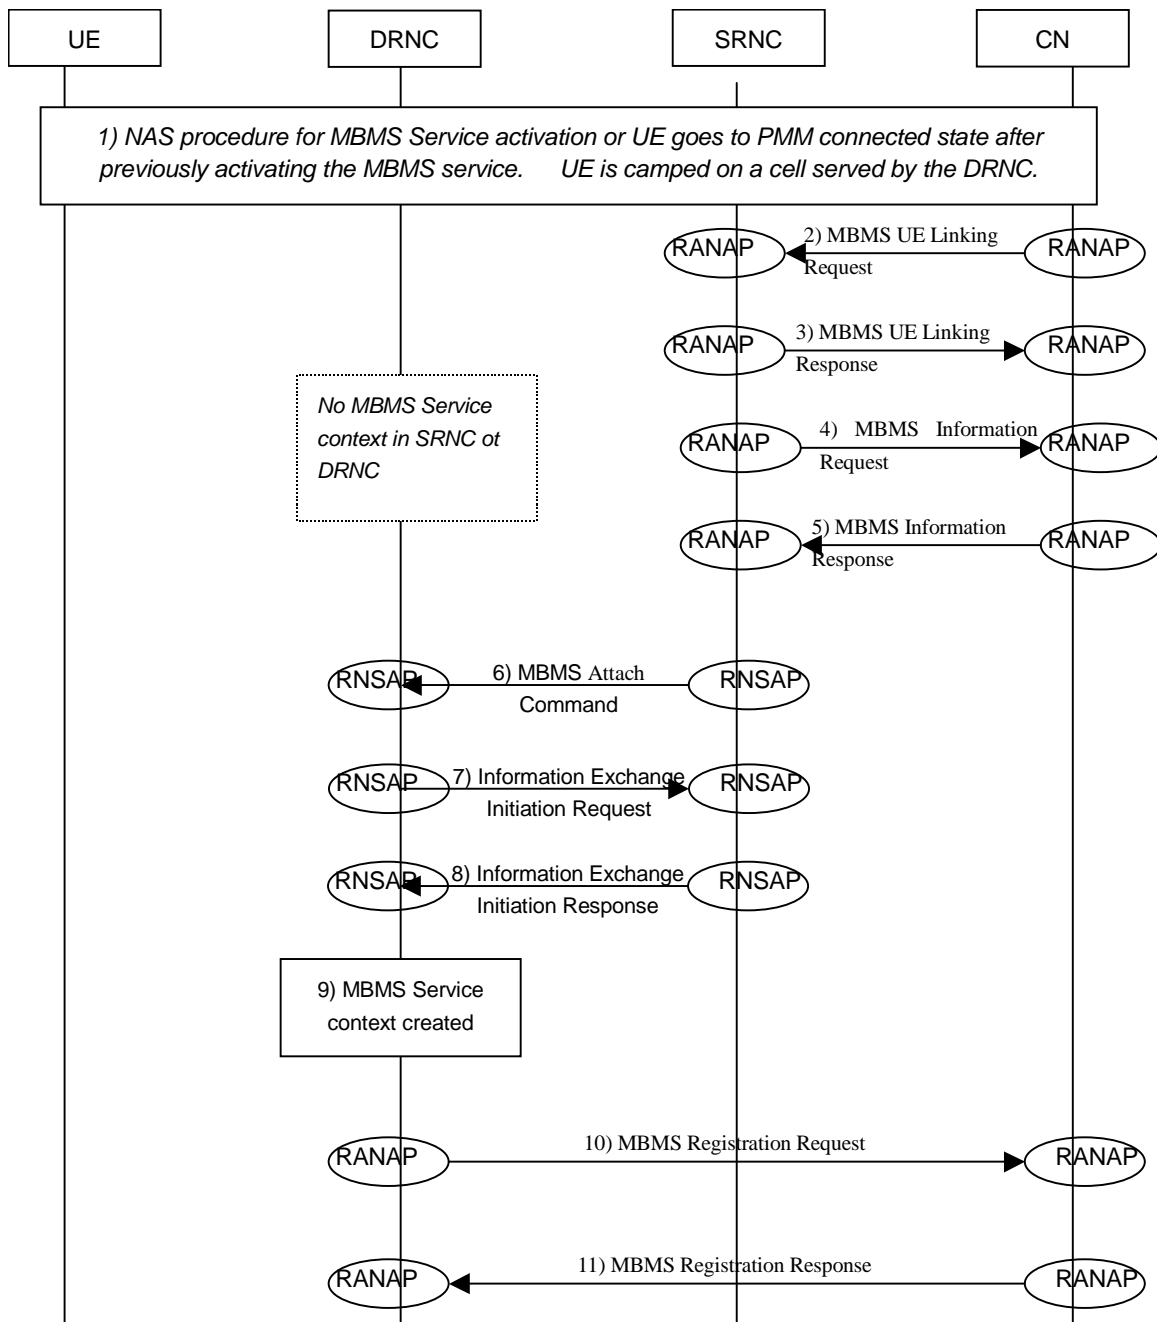 UE
DRNC
SRNC
CN
1) NAS procedure for MBMS Service activation or UE goes to PMM connected state after
previously activating the MBMS service. UE is camped on a cell served by the DRNC.
RANAP
2) MBMS UE Linking
Request
RANAP
RANAP
3) MBMS UE Linking
Response
RANAP
No MBMS Service
context in SRNC ot
DRNC
RANAP
4) MBMS Information
Request
RANAP
RANAP
5) MBMS Information
Response
RANAP
RNSAP
6) MBMS Attach
Command
RNSAP
RNSAP
7) Information Exchange
Initiation Request
RNSAP
RNSAP
8) Information Exchange
Initiation Response
RNSAP
9) MBMS Service
context created
RANAP
10) MBMS Registration Request
RANAP
RANAP
11) MBMS Registration Response
RANAP